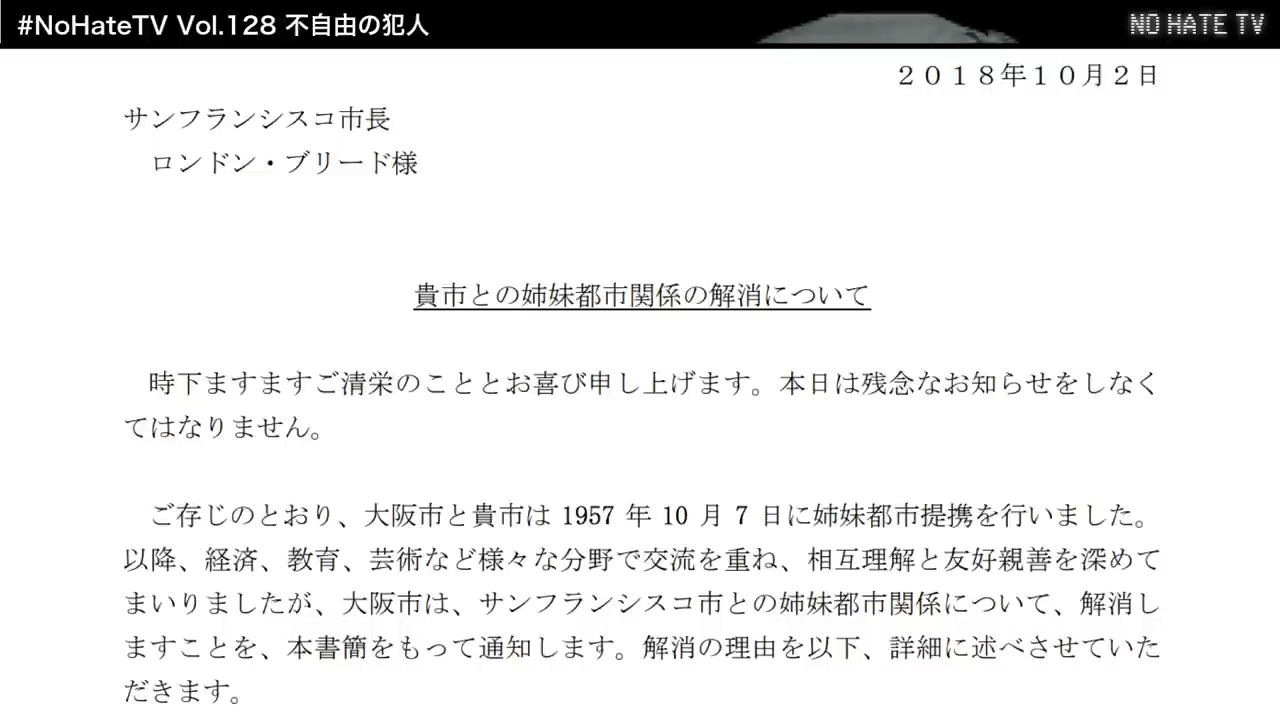 #NoHateTV Vol.128 不自由の犯人
NO HATE TV
２０１８年１０月２日
サンフランシスコ市長
ロンドン・ブリード様
貴市との姉妹都市関係の解消について
時下ますますご清栄のこととお喜び申し上げます。本日は残念なお知らせをしなく
てはなりません。
ご存じのとおり、大阪市と貴市は 1957 年 10 月 7 日に姉妹都市提携を行いました。
以降、経済、教育、芸術など様々な分野で交流を重ね、相互理解と友好親善を深めて
まいりましたが、大阪市は、サンフランシスコ市との姉妹都市関係について、解消し
ますことを、本書簡をもって通知します。解消の理由を以下、詳細に述べさせていた
だきます。